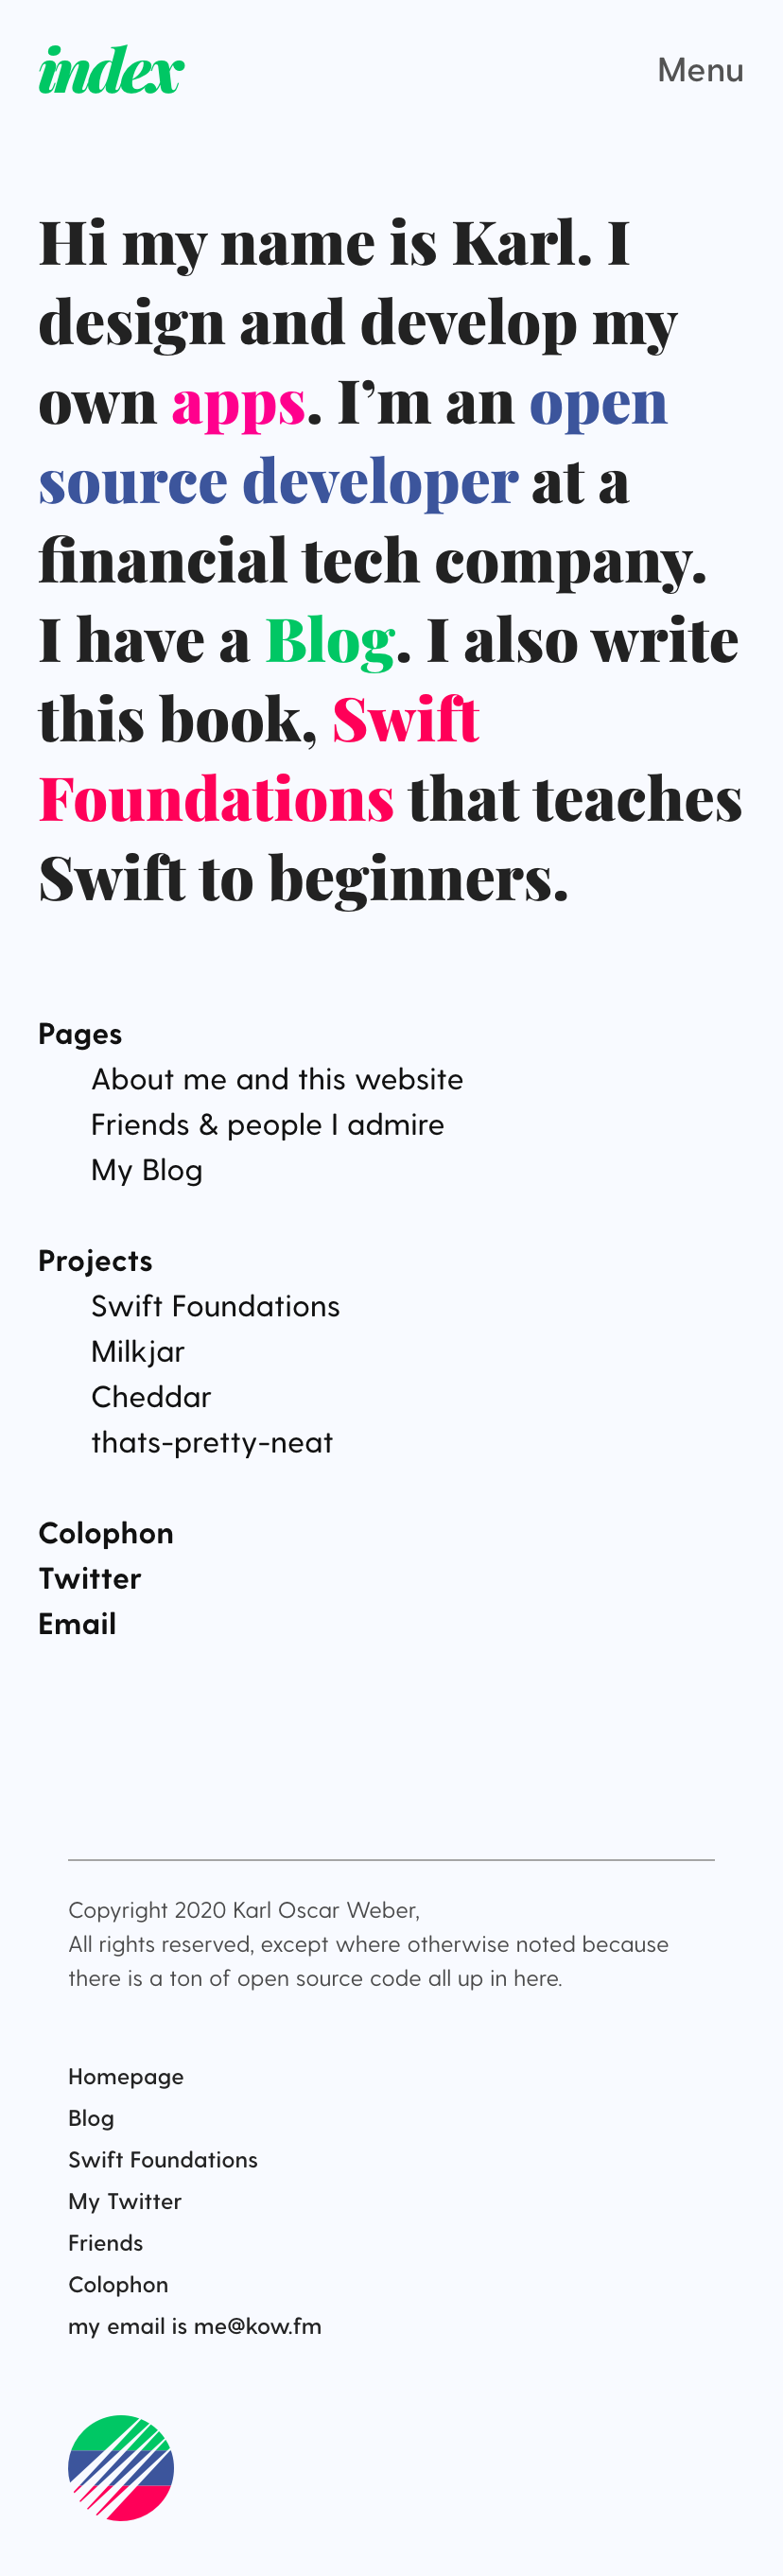 index
Menu
Hi my name is Karl. I
design and develop my
own apps. I’m an open
source developer at a
financial tech company.
I have a Blog. I also write
this book, Swift
Foundations that teaches
Swift to beginners.
Pages
About me and this website
Friends & people I admire
My Blog
Projects
Swift Foundations
Milkjar
Cheddar
thats-pretty-neat
Colophon
Twitter
Email
Copyright 2020 Karl Oscar Weber,
All rights reserved, except where otherwise noted because
there is a ton of open source code all up in here.
Homepage
Blog
Swift Foundations
My Twitter
Friends
Colophon
my email is me@kow.fm